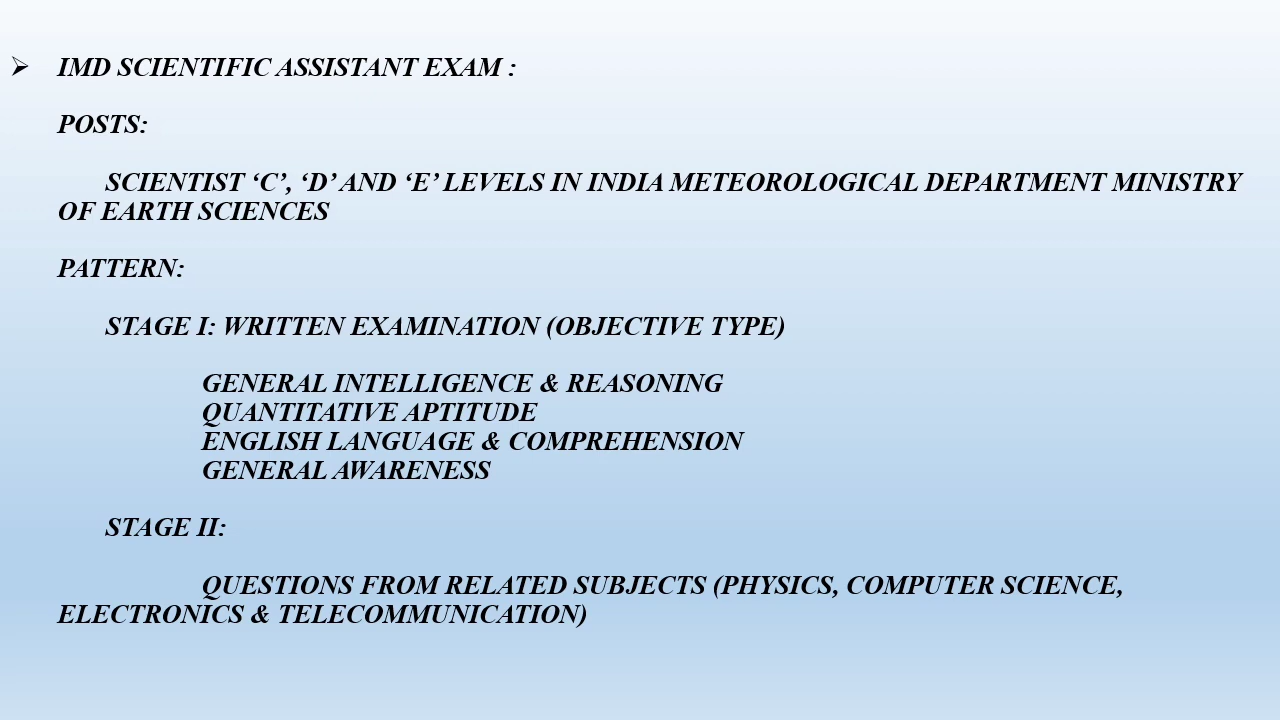 ➢ IMD SCIENTIFIC ASSISTANT EXAM :
POSTS:
SCIENTIST ‘C’, ‘D’ AND ‘E’ LEVELS IN INDIA METEOROLOGICAL DEPARTMENT MINISTRY
OF EARTH SCIENCES
PATTERN:
STAGE I: WRITTEN EXAMINATION (OBJECTIVE TYPE)
GENERAL INTELLIGENCE & REASONING
QUANTITATIVE APTITUDE
ENGLISH LANGUAGE & COMPREHENSION
GENERAL AWARENESS
STAGE II:
QUESTIONS FROM RELATED SUBJECTS (PHYSICS, COMPUTER SCIENCE,
ELECTRONICS & TELECOMMUNICATION)